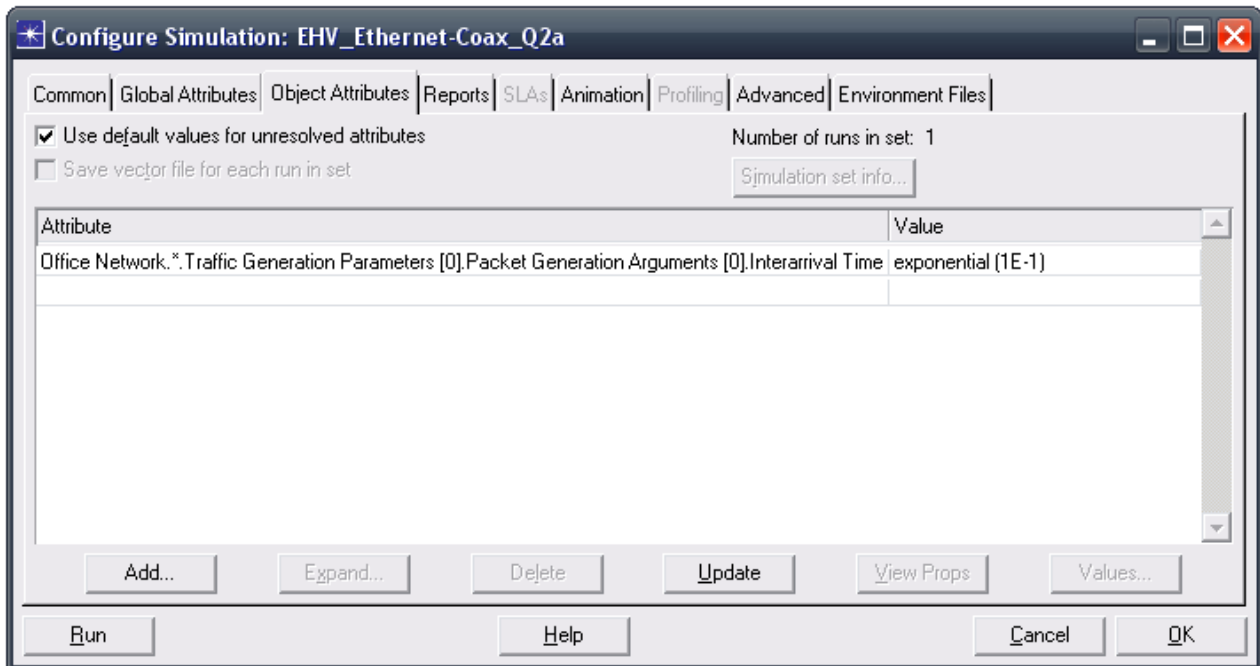 Configure Simulation: EHV_Ethernet-Coax_Q2a
Common Global Attributes Object Attributes Reports SLAs Animation Profiling Advanced Environment Files
Use default values for unresolved attributes Number of runs in set: 1
Save vector file for each run in set Simulation set info...
Attribute Value
Office Network.*.Traffic Generation Parameters [0].Packet Generation Arguments [0].Interarrival Time exponential (1E-1)
Add... Expand... Delete Update View Props Values...
Run Help Cancel OK